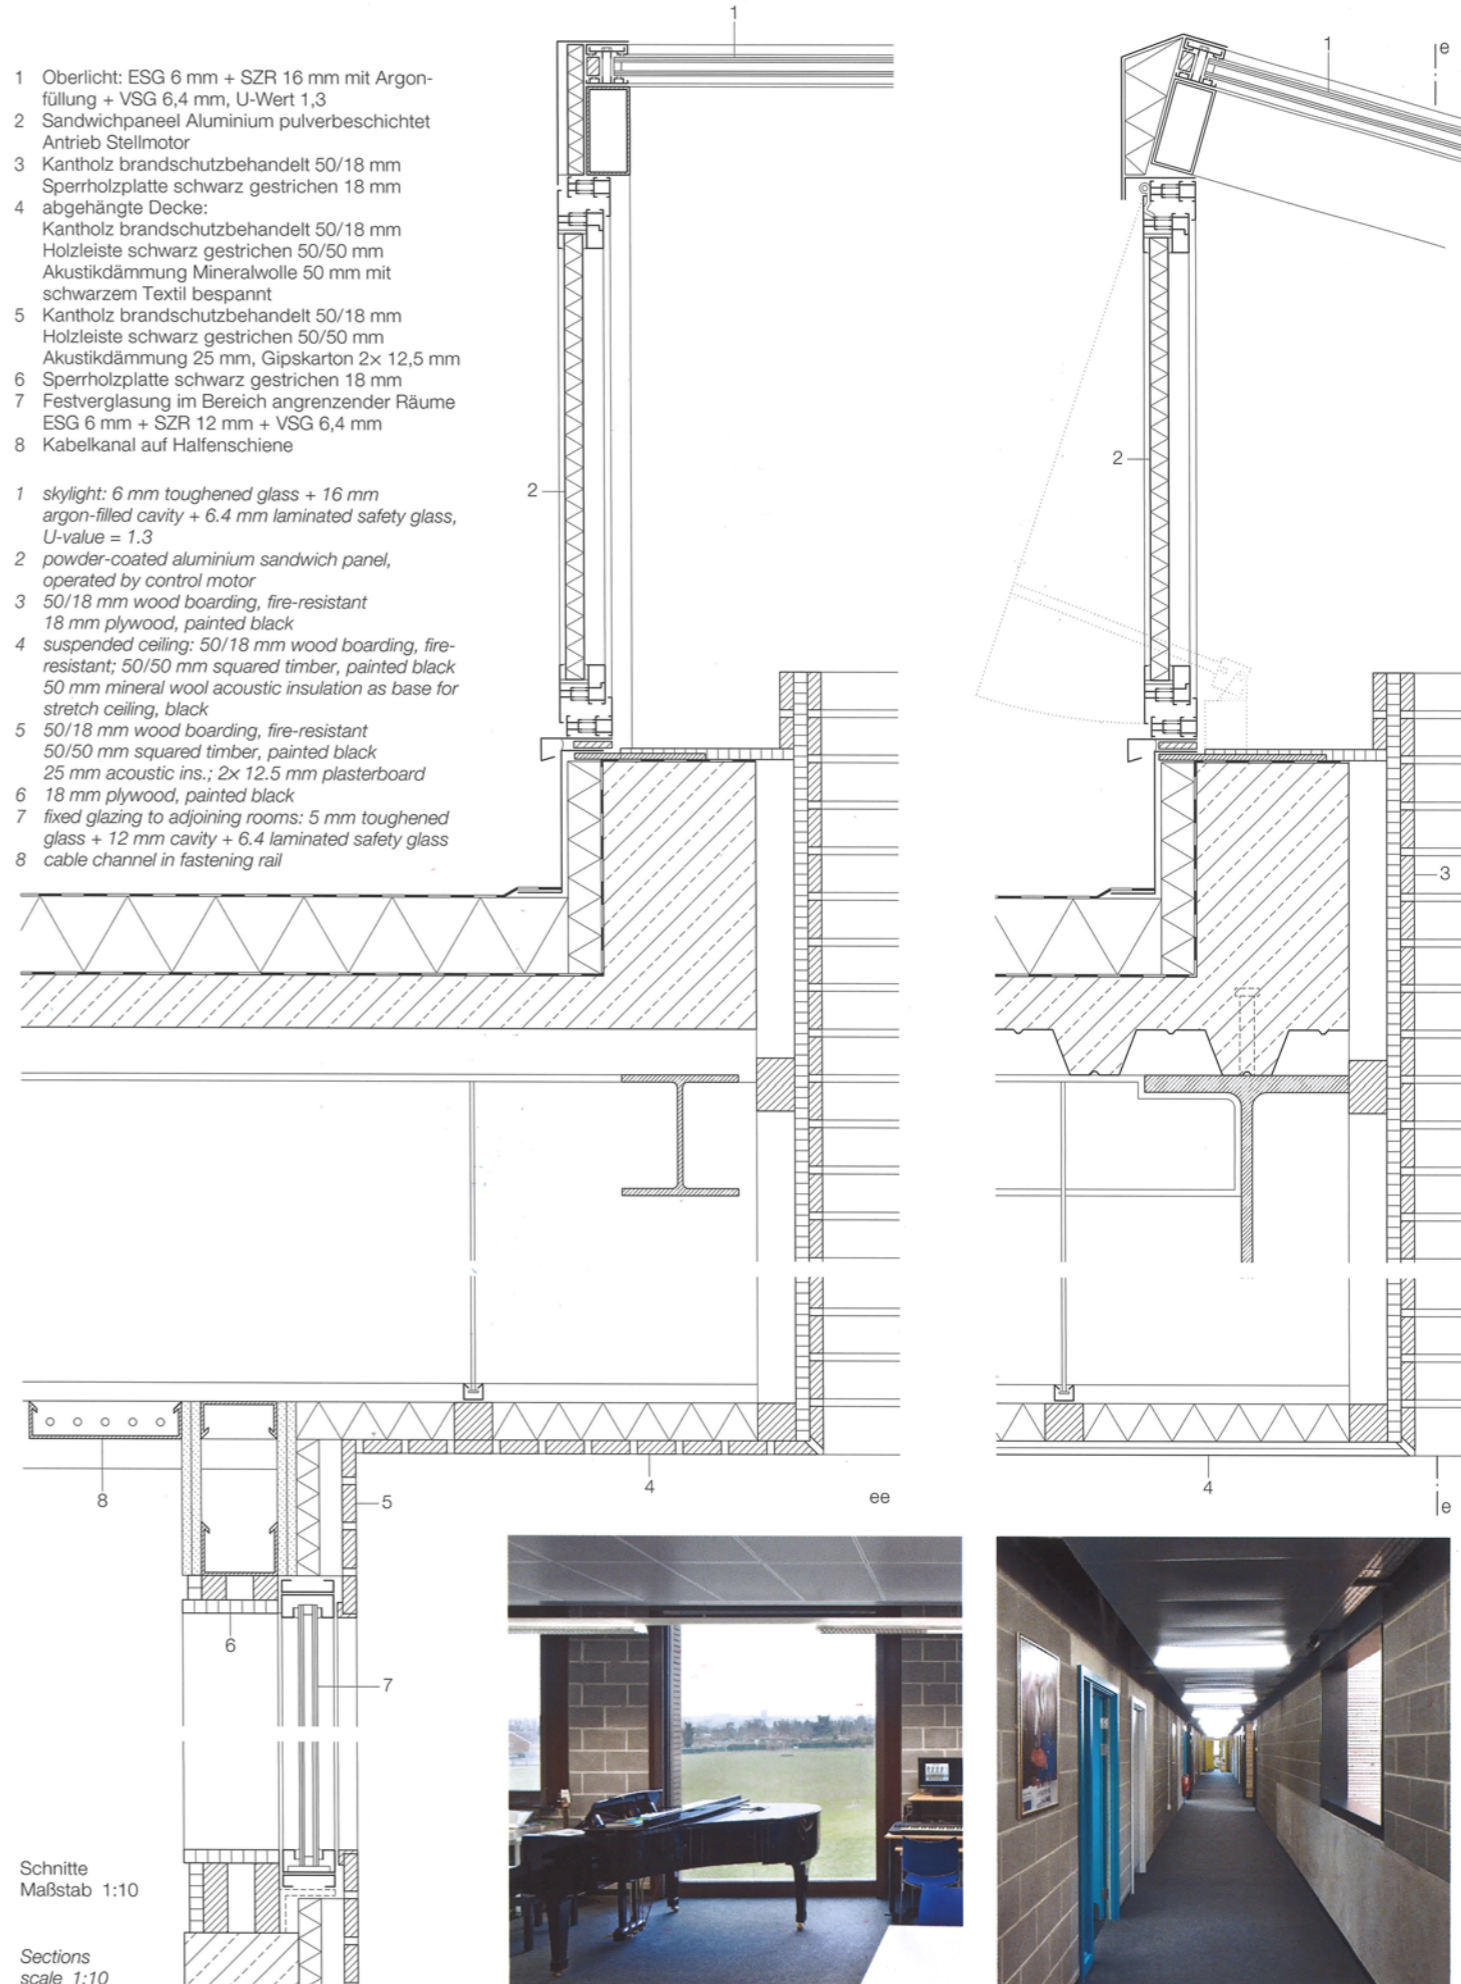 1 Oberlicht: ESG 6 mm + SZR 16 mm mit Argon-
füllung + VSG 6,4 mm, U-Wert 1,3
2 Sandwichpaneel Aluminium pulverbeschichtet
Antrieb Stellmotor
3 Kantholz brandschutzbehandelt 50/18 mm
Sperrholzplatte schwarz gestrichen 18 mm
4 abgehängte Decke:
Kantholz brandschutzbehandelt 50/18 mm
Holzleiste schwarz gestrichen 50/50 mm
Akustikdämmung Mineralwolle 50 mm mit
schwarzem Textil bespannt
5 Kantholz brandschutzbehandelt 50/18 mm
Holzleiste schwarz gestrichen 50/50 mm
Akustikdämmung 25 mm, Gipskarton 2× 12,5 mm
6 Sperrholzplatte schwarz gestrichen 18 mm
7 Festverglasung im Bereich angrenzender Räume
ESG 6 mm + SZR 12 mm + VSG 6,4 mm
8 Kabelkanal auf Halfenschiene
1 skylight: 6 mm toughened glass + 16 mm
argon-filled cavity + 6.4 mm laminated safety glass,
U-value = 1.3
2 powder-coated aluminium sandwich panel,
operated by control motor
3 50/18 mm wood boarding, fire-resistant
18 mm plywood, painted black
4 suspended ceiling: 50/18 mm wood boarding, fire-
resistant; 50/50 mm squared timber, painted black
50 mm mineral wool acoustic insulation as base for
stretch ceiling, black
5 50/18 mm wood boarding, fire-resistant
50/50 mm squared timber, painted black
25 mm acoustic ins.; 2× 12.5 mm plasterboard
6 18 mm plywood, painted black
7 fixed glazing to adjoining rooms: 5 mm toughened
glass + 12 mm cavity + 6.4 laminated safety glass
8 cable channel in fastening rail
1
1
e
2
2
3
8
5
4
ee
4
e
6
7
Schnitte
Maßstab 1:10
Sections
scale 1:10